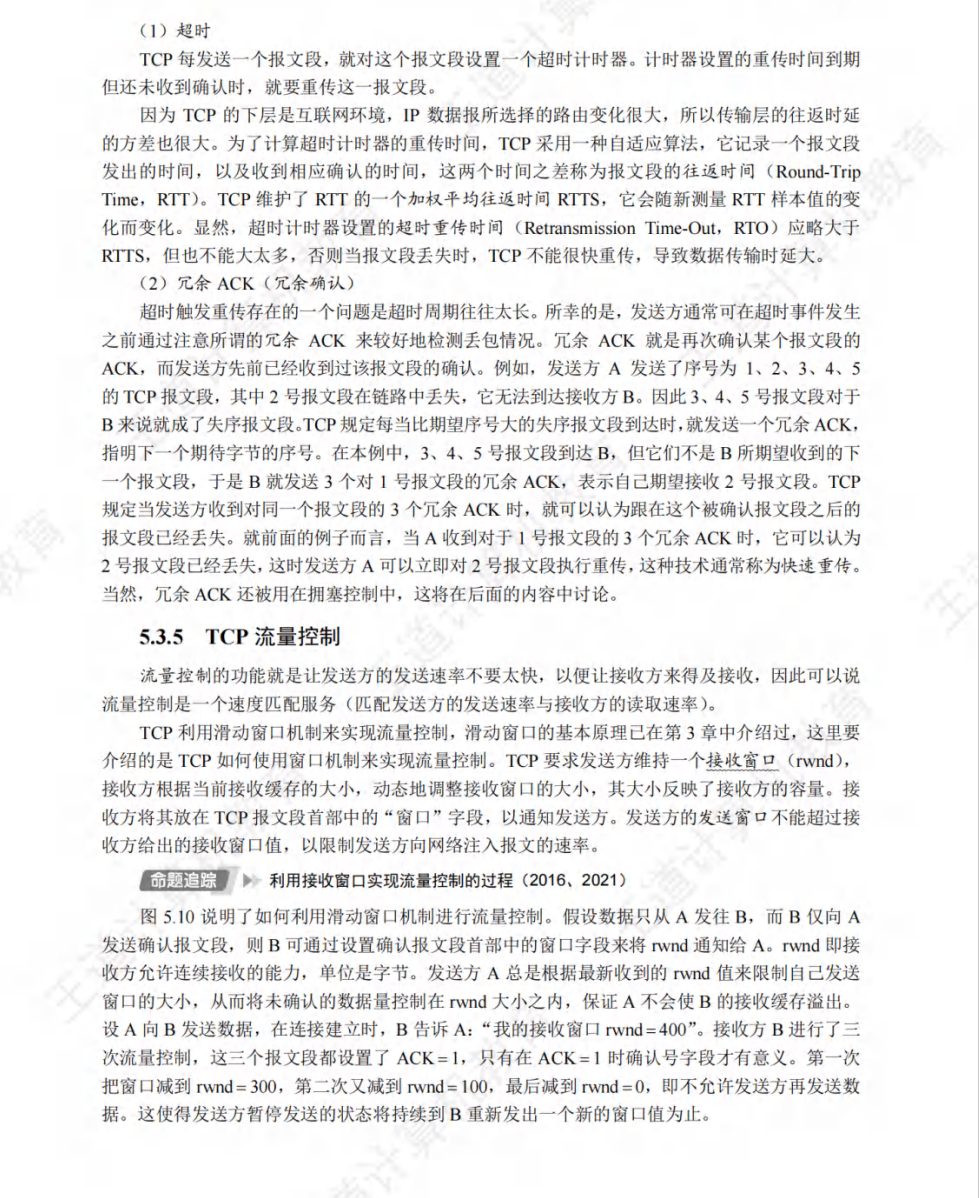 （1）超时
TCP 每发送一个报文段，就对这个报文段设置一个超时计时器。计时器设置的重传时间到期
但还未收到确认时，就要重传这一报文段。
因为 TCP 的下层是互联网环境，IP 数据报所选择的路由变化很大，所以传输层的往返时延
的方差也很大。为了计算超时计时器的重传时间，TCP 采用一种自适应算法，它记录一个报文段
发出的时间，以及收到相应确认的时间，这两个时间之差称为报文段的往返时间（Round-Trip
Time，RTT）。TCP 维护了 RTT 的一个加权平均往返时间 RTTS，它会随新测量 RTT 样本值的变
化而变化。显然，超时计时器设置的超时重传时间（Retransmission Time-Out，RTO）应略大于
RTTS，但也不能大太多，否则当报文段丢失时，TCP 不能很快重传，导致数据传输时延大。
（2）冗余 ACK（冗余确认）
超时触发重传存在的一个问题是超时周期往往太长。所幸的是，发送方通常可在超时事件发生
之前通过注意所谓的冗余 ACK 来较好地检测丢包情况。冗余 ACK 就是再次确认某个报文段的
ACK，而发送方先前已经收到过该报文段的确认。例如，发送方 A 发送了序号为 1、2、3、4、5
的 TCP 报文段，其中 2 号报文段在链路中丢失，它无法到达接收方 B。因此 3、4、5 号报文段对于
B 来说就成了失序报文段。TCP 规定每当比期望序号大的失序报文段到达时，就发送一个冗余 ACK，
指明下一个期待字节的序号。在本例中，3、4、5 号报文段到达 B，但它们不是 B 所期望收到的下
一个报文段，于是 B 就发送 3 个对 1 号报文段的冗余 ACK，表示自己期望接收 2 号报文段。TCP
规定当发送方收到对同一个报文段的 3 个冗余 ACK 时，就可以认为跟在这个被确认报文段之后的
报文段已经丢失。就前面的例子而言，当 A 收到对于 1 号报文段的 3 个冗余 ACK 时，它可以认为
2 号报文段已经丢失，这时发送方 A 可以立即对 2 号报文段执行重传，这种技术通常称为快速重传。
当然，冗余 ACK 还被用在拥塞控制中，这将在后面的内容中讨论。
5.3.5 TCP 流量控制
流量控制的功能就是让发送方的发送速率不要太快，以便让接收方来得及接收，因此可以说
流量控制是一个速度匹配服务（匹配发送方的发送速率与接收方的读取速率）。
TCP 利用滑动窗口机制来实现流量控制，滑动窗口的基本原理已在第 3 章中介绍过，这里要
介绍的是 TCP 如何使用窗口机制来实现流量控制。TCP 要求发送方维持一个接收窗口（rwnd），
接收方根据当前接收缓存的大小，动态地调整接收窗口的大小，其大小反映了接收方的容量。接
收方将其放在 TCP 报文段首部中的“窗口”字段，以通知发送方。发送方的发送窗口不能超过接
收方给出的接收窗口值，以限制发送方向网络注入报文的速率。
命题追踪 利用接收窗口实现流量控制的过程（2016、2021）
图 5.10 说明了如何利用滑动窗口机制进行流量控制。假设数据只从 A 发往 B，而 B 仅向 A
发送确认报文段，则 B 可通过设置确认报文段首部中的窗口字段来将 rwnd 通知给 A。rwnd 即接
收方允许连续接收的能力，单位是字节。发送方 A 总是根据最新收到的 rwnd 值来限制自己发送
窗口的大小，从而将未确认的数据量控制在 rwnd 大小之内，保证 A 不会使 B 的接收缓存溢出。
设 A 向 B 发送数据，在连接建立时，B 告诉 A：“我的接收窗口 rwnd=400”。接收方 B 进行了三
次流量控制，这三个报文段都设置了 ACK=1，只有在 ACK=1 时确认号字段才有意义。第一次
把窗口减到 rwnd=300，第二次又减到 rwnd=100，最后减到 rwnd=0，即不允许发送方再发送数
据。这使得发送方暂停发送的状态将持续到 B 重新发出一个新的窗口值为止。